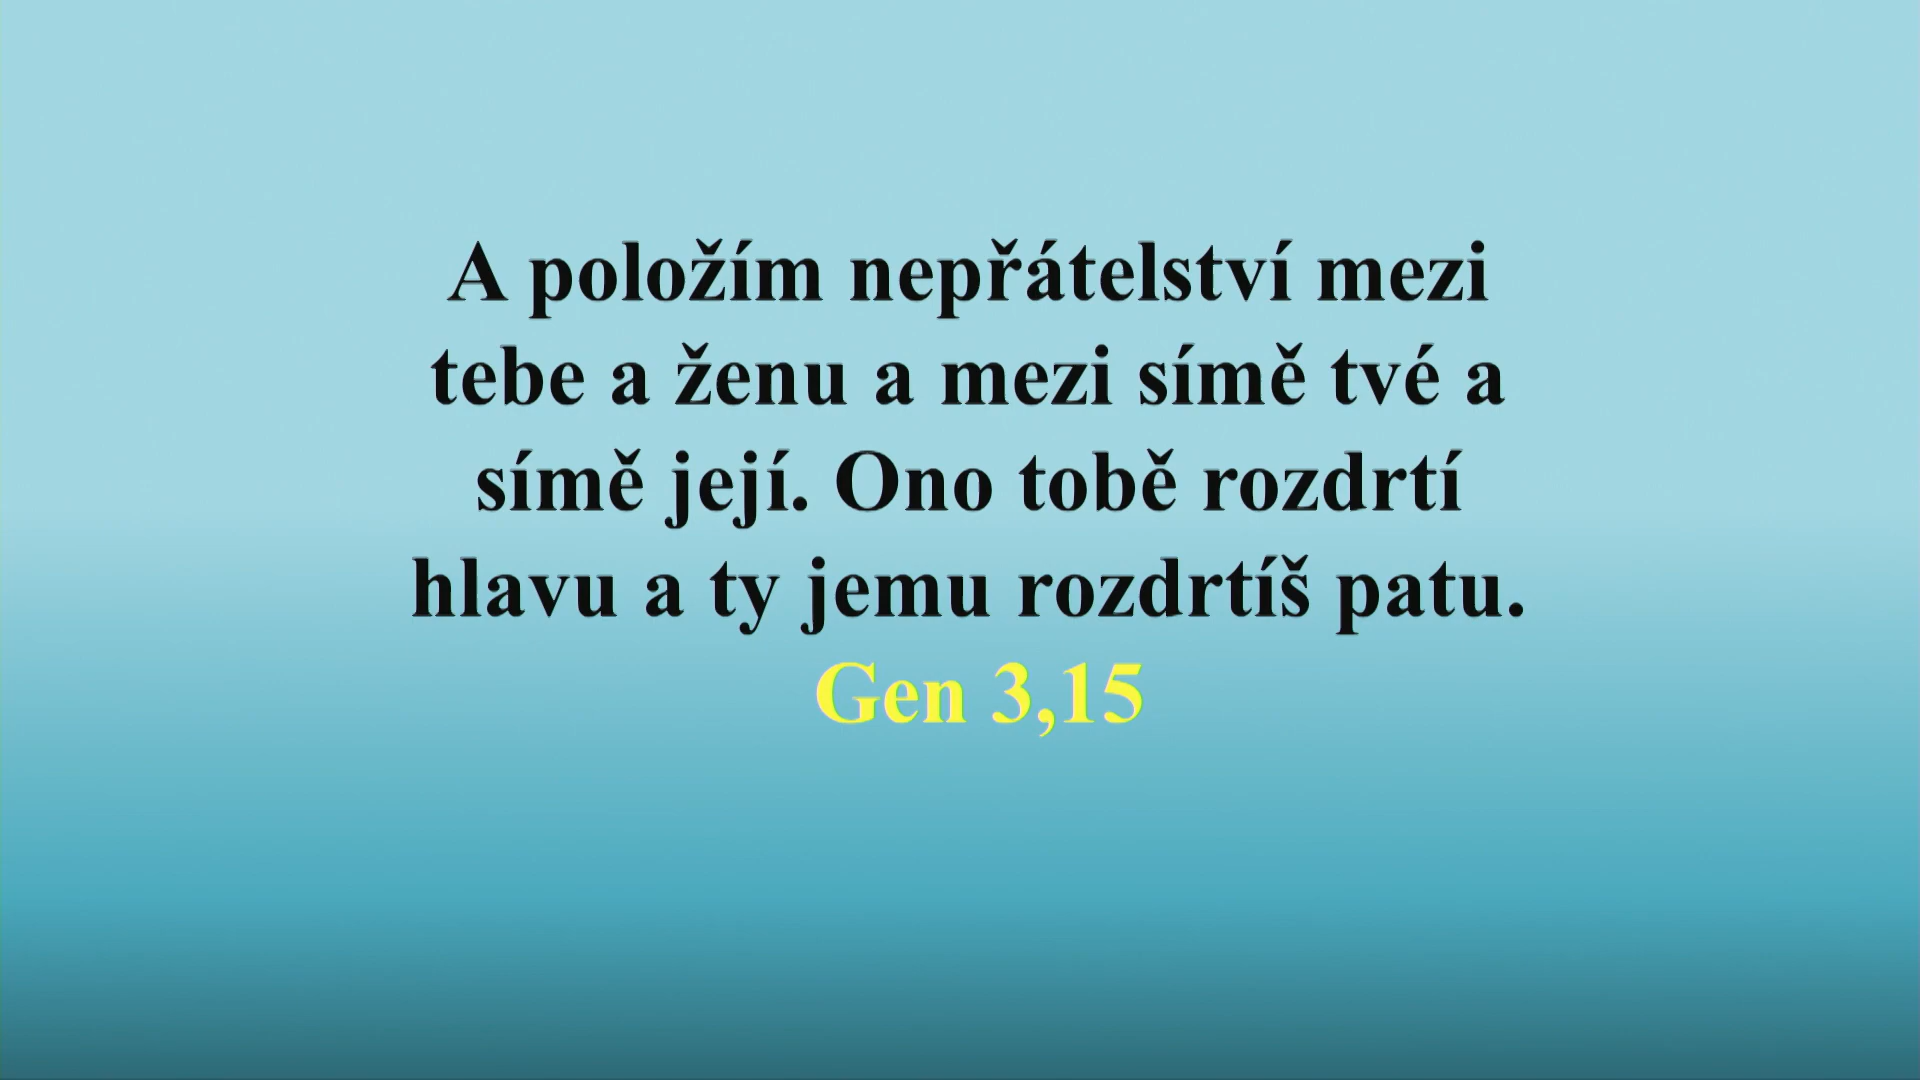 A položím nepřátelství mezi
tebe a ženu a mezi símě tvé a
símě její. Ono tobě rozdrtí
hlavu a ty jemu rozdrtíš patu.
Gen 3,15